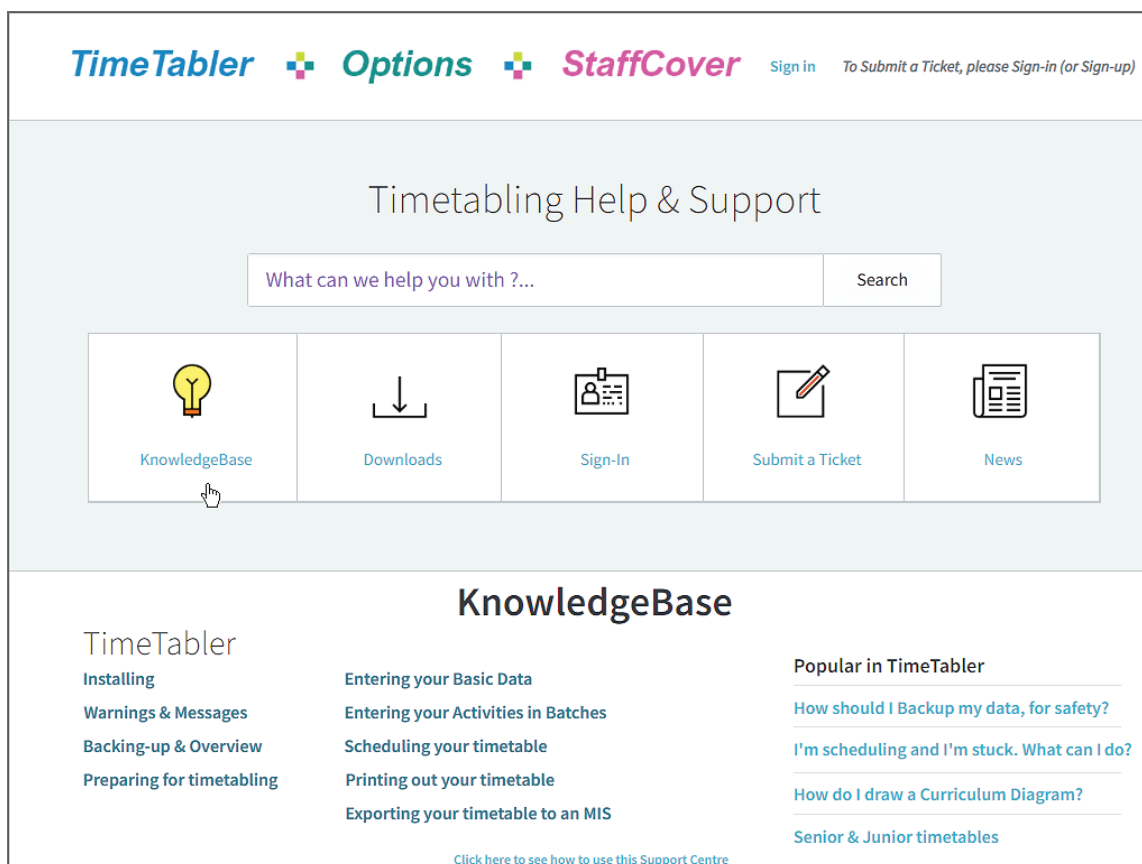 TimeTabler Options StaffCover Sign in To Submit a Ticket, please Sign-in (or Sign-up)
Timetabling Help & Support
What can we help you with ?... Search
KnowledgeBase Downloads Sign-In Submit a Ticket News
KnowledgeBase
TimeTabler
Installing
Warnings & Messages
Backing-up & Overview
Preparing for timetabling
Entering your Basic Data
Entering your Activities in Batches
Scheduling your timetable
Printing out your timetable
Exporting your timetable to an MIS
Popular in TimeTabler
How should I Backup my data, for safety?
I'm scheduling and I'm stuck. What can I do?
How do I draw a Curriculum Diagram?
Senior & Junior timetables
Click here to see how to use this Support Centre